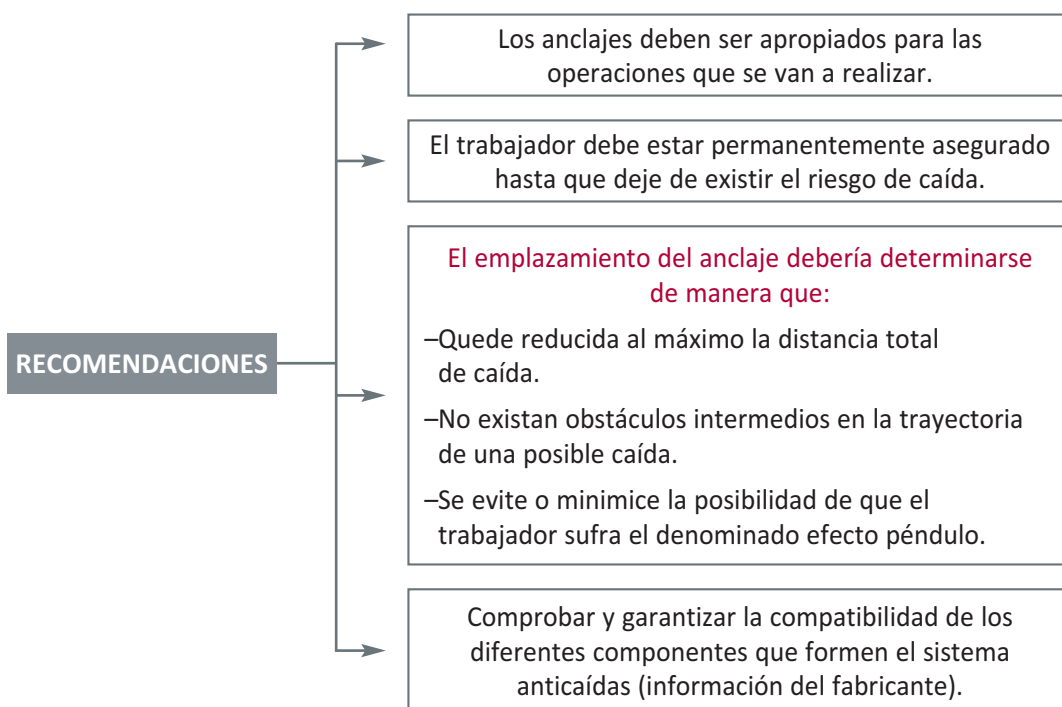 Los anclajes deben ser apropiados para las
operaciones que se van a realizar.
El trabajador debe estar permanentemente asegurado
hasta que deje de existir el riesgo de caída.
El emplazamiento del anclaje debería determinarse
de manera que:
–Quede reducida al máximo la distancia total
de caída.
–No existan obstáculos intermedios en la trayectoria
de una posible caída.
–Se evite o minimice la posibilidad de que el
trabajador sufra el denominado efecto péndulo.
RECOMENDACIONES
Comprobar y garantizar la compatibilidad de los
diferentes componentes que formen el sistema
anticaídas (información del fabricante).